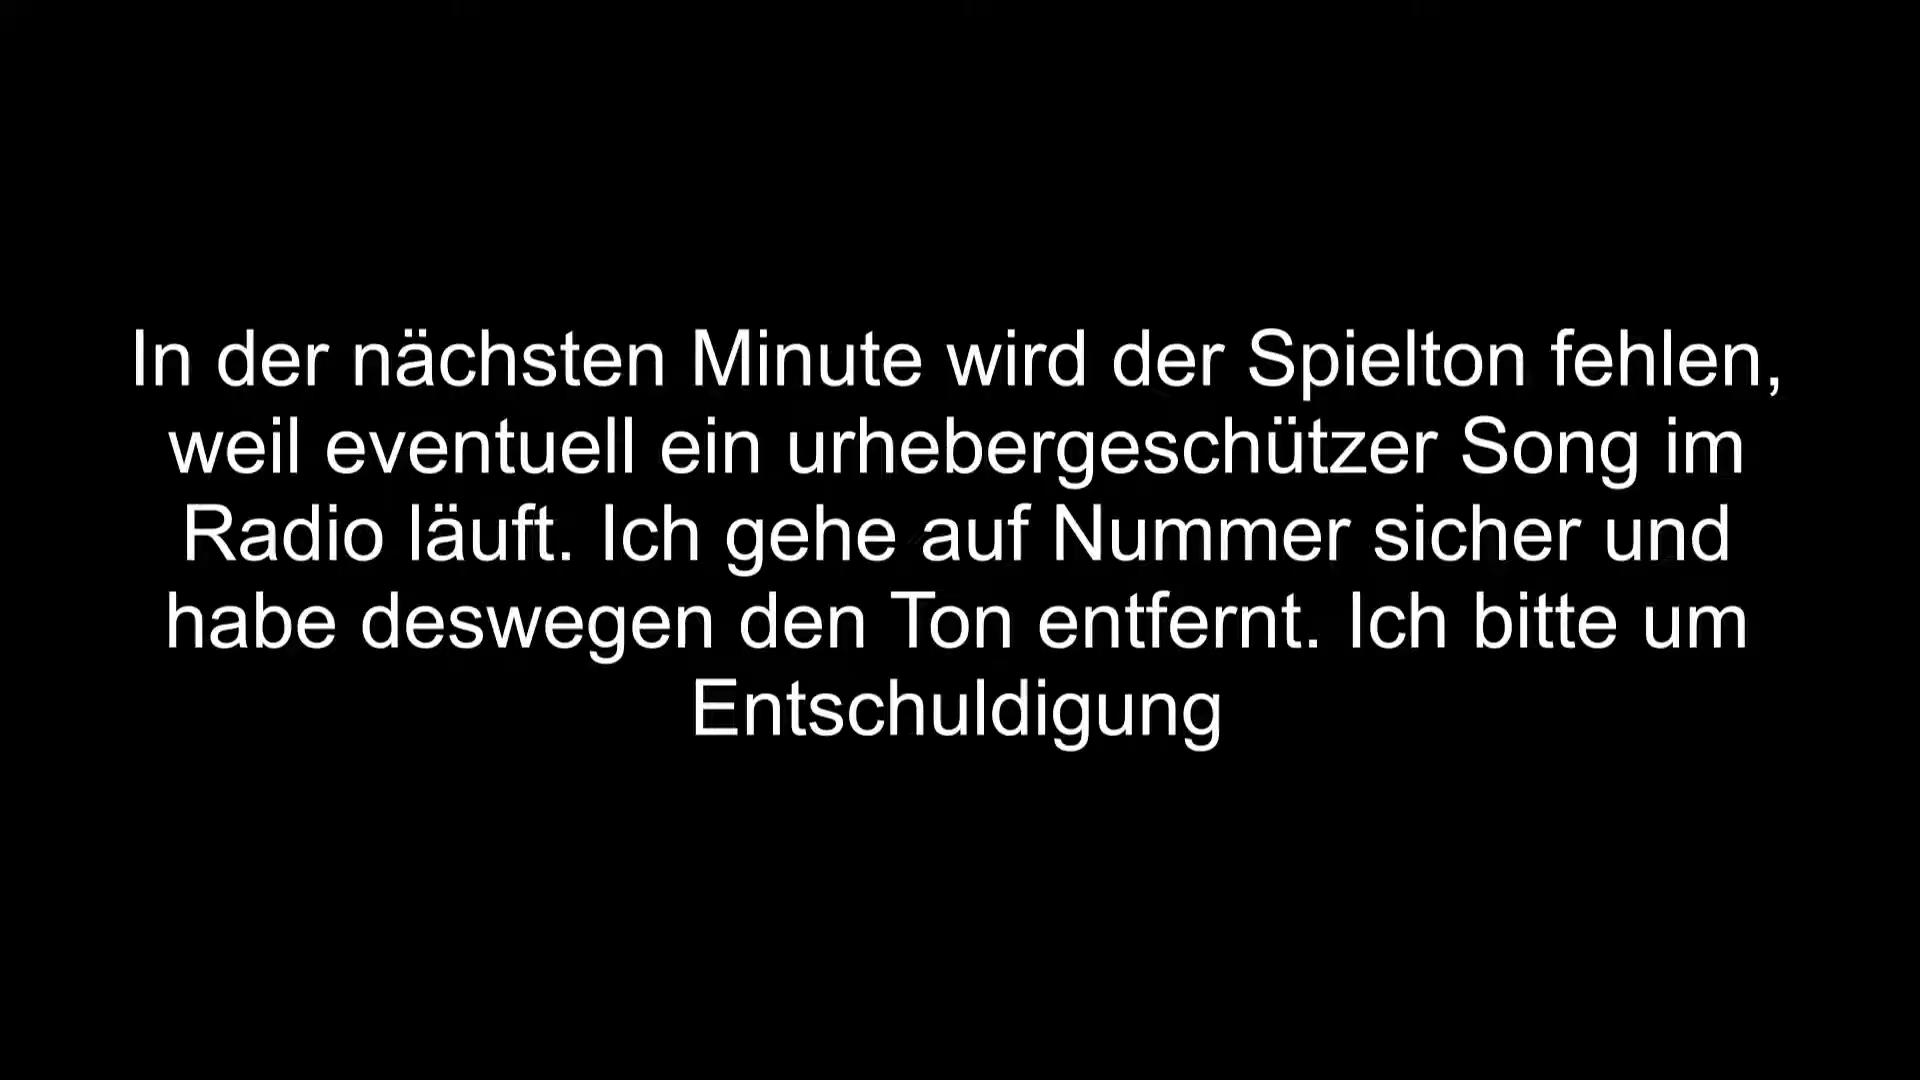 In der nächsten Minute wird der Spielton fehlen,
weil eventuell ein urhebergeschützer Song im
Radio läuft. Ich gehe auf Nummer sicher und
habe deswegen den Ton entfernt. Ich bitte um
Entschuldigung